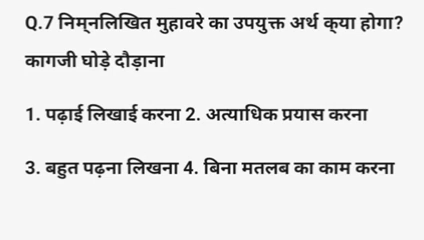 Q.7 निम्नलिखित मुहावरे का उपयुक्त अर्थ क्या होगा?
कागजी घोड़े दौड़ाना
1. पढ़ाई लिखाई करना 2. अत्याधिक प्रयास करना
3. बहुत पढ़ना लिखना 4. बिना मतलब का काम करना